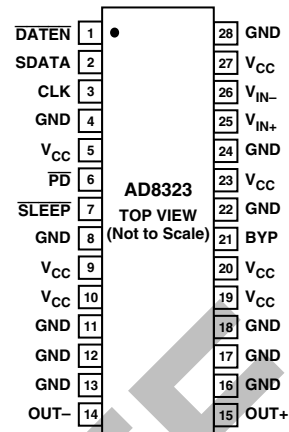 DATEN 1 28 GND
SDATA 2 27 VCC
CLK 3 26 VIN–
GND 4 25 VIN+
VCC 5 24 GND
PD 6 23 VCC
AD8323
SLEEP 7 22 GND
TOP VIEW
(Not to Scale)
GND 8 21 BYP
VCC 9 20 VCC
VCC 10 19 VCC
GND 11 18 GND
GND 12 17 GND
GND 13 16 GND
OUT– 14 15 OUT+